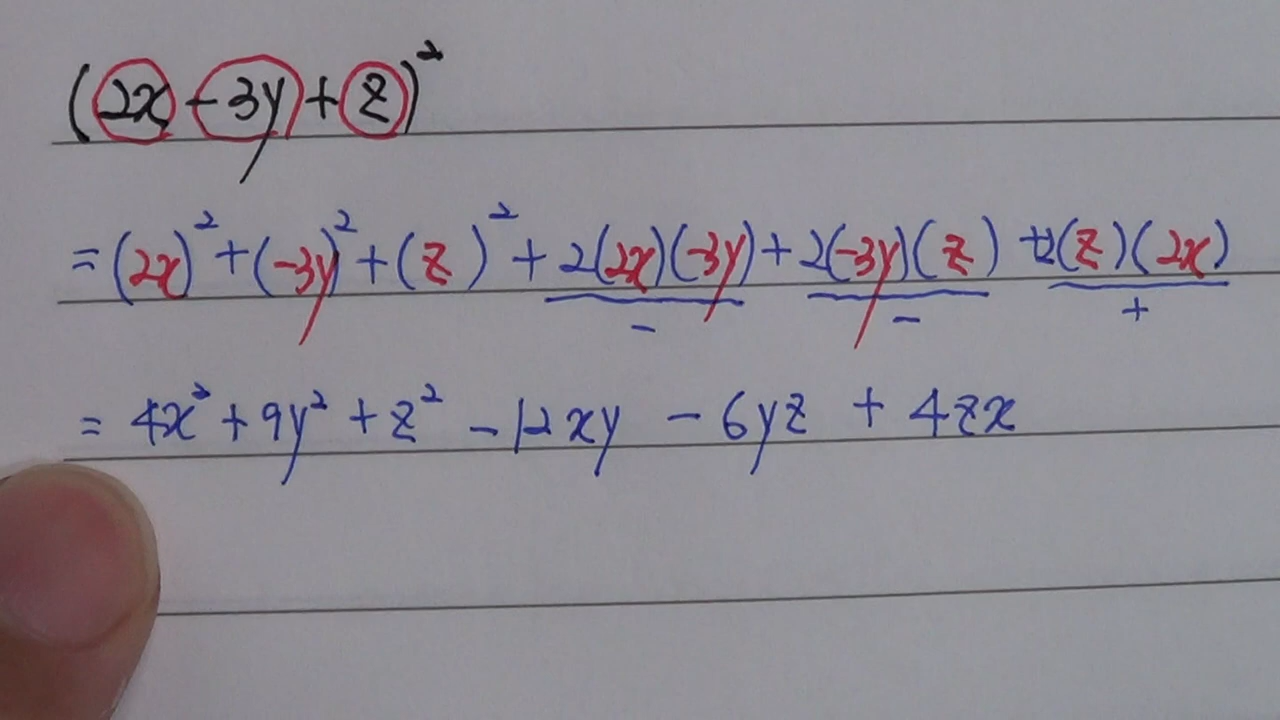 (2x -3y + z)²
= (2x)² + (-3y)² + (z)² + 2(2x)(-3y) + 2(-3y)(z) + 2(z)(2x)
- - +
= 4x² + 9y² + z² - 12xy - 6yz + 4zx